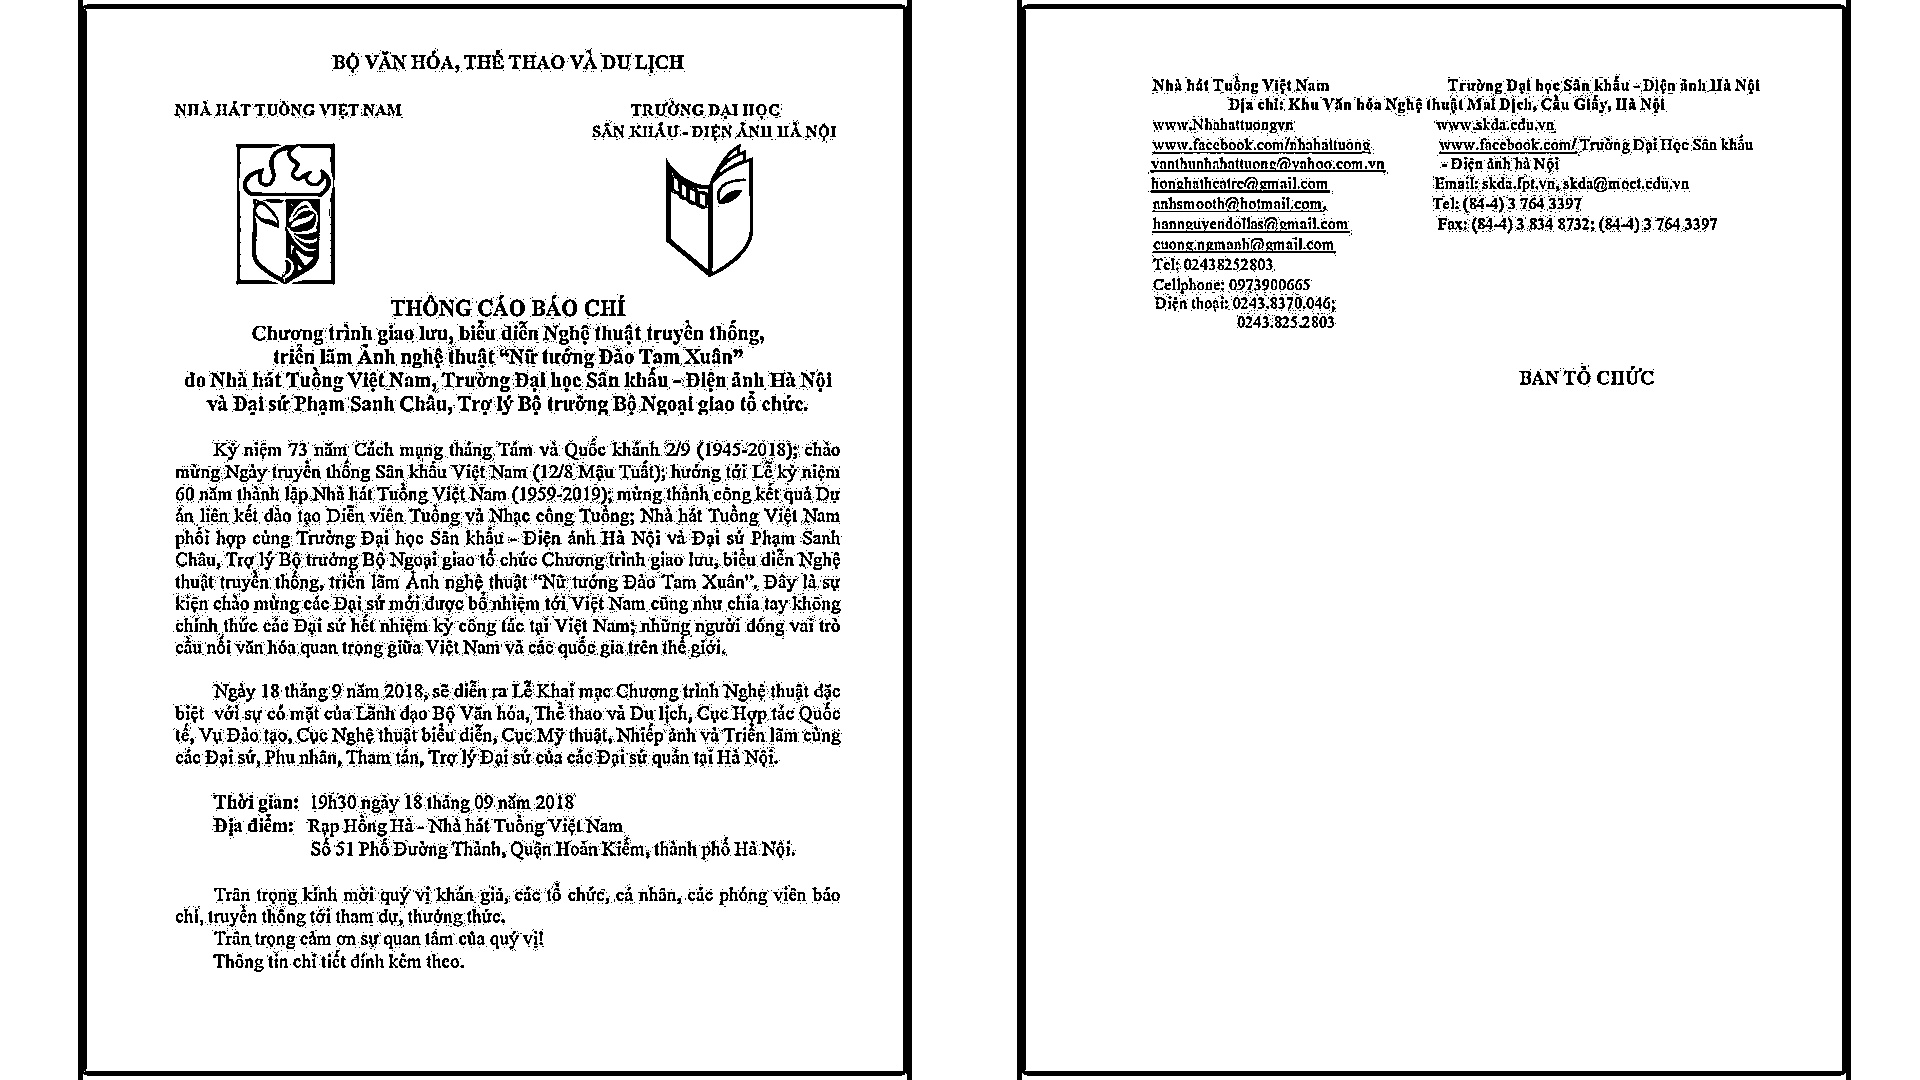 BỘ VĂN HÓA, THỂ THAO VÀ DU LỊCH
NHÀ HÁT TUỒNG VIỆT NAM
TRƯỜNG ĐẠI HỌC
SÂN KHẤU - ĐIỆN ẢNH HÀ NỘI
THÔNG CÁO BÁO CHÍ
Chương trình giao lưu, biểu diễn Nghệ thuật truyền thống,
triển lãm Ảnh nghệ thuật “Nữ tướng Đào Tam Xuân”
do Nhà hát Tuồng Việt Nam, Trường Đại học Sân khấu - Điện ảnh Hà Nội
và Đại sứ Phạm Sanh Châu, Trợ lý Bộ trưởng Bộ Ngoại giao tổ chức.
Kỷ niệm 73 năm Cách mạng tháng Tám và Quốc khánh 2/9 (1945-2018); chào
mừng Ngày truyền thống Sân khấu Việt Nam (12/8 Mậu Tuất); hướng tới Lễ kỷ niệm
60 năm thành lập Nhà hát Tuồng Việt Nam (1959-2019); mừng thành công kết quả Dự
án liên kết đào tạo Diễn viên Tuồng và Nhạc công Tuồng; Nhà hát Tuồng Việt Nam
phối hợp cùng Trường Đại học Sân khấu - Điện ảnh Hà Nội và Đại sứ Phạm Sanh
Châu, Trợ lý Bộ trưởng Bộ Ngoại giao tổ chức Chương trình giao lưu, biểu diễn Nghệ
thuật truyền thống, triển lãm Ảnh nghệ thuật “Nữ tướng Đào Tam Xuân”. Đây là sự
kiện chào mừng các Đại sứ mới được bổ nhiệm tới Việt Nam cũng như chia tay không
chính thức các Đại sứ hết nhiệm kỳ công tác tại Việt Nam; những người đóng vai trò
cầu nối văn hóa quan trọng giữa Việt Nam và các quốc gia trên thế giới.
Ngày 18 tháng 9 năm 2018, sẽ diễn ra Lễ Khai mạc Chương trình Nghệ thuật đặc
biệt với sự có mặt của Lãnh đạo Bộ Văn hóa, Thể thao và Du lịch, Cục Hợp tác Quốc
tế, Vụ Đào tạo, Cục Nghệ thuật biểu diễn, Cục Mỹ thuật, Nhiếp ảnh và Triển lãm cùng
các Đại sứ, Phu nhân, Tham tán, Trợ lý Đại sứ của các Đại sứ quán tại Hà Nội.
Thời gian: 19h30 ngày 18 tháng 09 năm 2018
Địa điểm: Rạp Hồng Hà - Nhà hát Tuồng Việt Nam
Số 51 Phố Đường Thành, Quận Hoàn Kiếm, thành phố Hà Nội.
Trân trọng kính mời quý vị khán giả, các tổ chức, cá nhân, các phóng viên báo
chí, truyền thông tới tham dự, thưởng thức.
Trân trọng cảm ơn sự quan tâm của quý vị!
Thông tin chi tiết đính kèm theo.
Nhà hát Tuồng Việt Nam
Trường Đại học Sân khấu - Điện ảnh Hà Nội
Địa chỉ: Khu Văn hóa Nghệ thuật Mai Dịch, Cầu Giấy, Hà Nội
www.Nhahattuongvn
www.facebook.com/nhahattuong
vanthunhahattuong@yahoo.com.vn
honghatheatre@gmail.com
nnhsmooth@hotmail.com,
hannguyendollas@gmail.com
cuong.ngmanh@gmail.com
Tel: 02438252803
Cellphone: 0973900665
Điện thoại: 0243.8370.046;
0243.825.2803
www.skda.edu.vn
www.facebook.com/ Trường Đại Học Sân khấu
- Điện ảnh hà Nội
Email: skda.fpt.vn, skda@moet.edu.vn
Tel: (84-4) 3 764 3397
Fax: (84-4) 3 834 8732; (84-4) 3 764 3397
BAN TỔ CHỨC